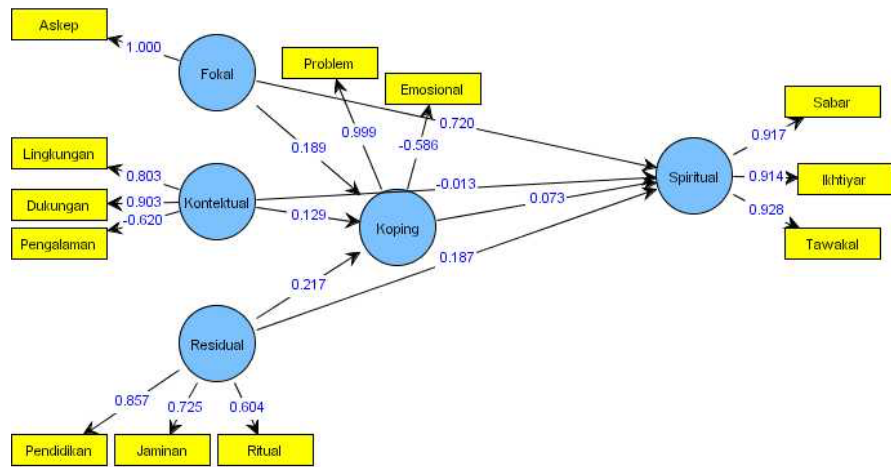 Askep
1.000
Fokal
Problem
Emosional
0.720
Sabar
0.189
0.999
-0.586
0.917
Lingkungan
0.803
-0.013
0.914
Ikhtiyar
Spiritual
Dukungan
0.903
Kontektual
0.129
Koping
0.073
0.928
-0.620
Pengalaman
0.187
Tawakal
0.217
Residual
0.857
0.725
0.604
Pendidikan
Jaminan
Ritual